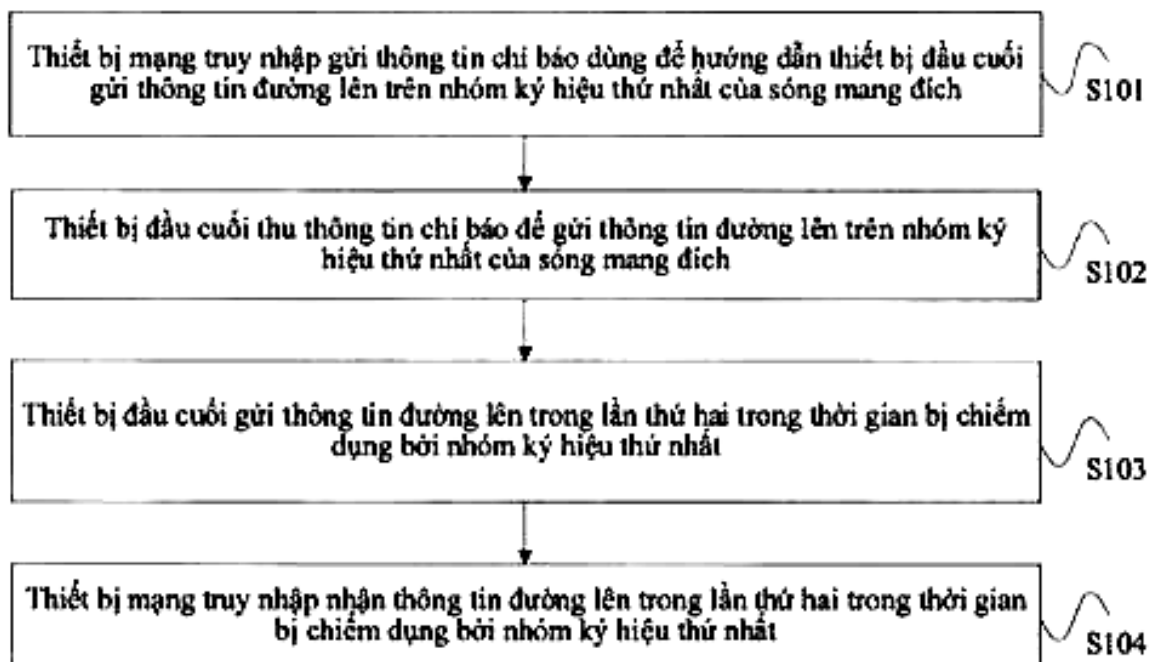 Thiết bị mạng truy nhập gửi thông tin chỉ báo dùng để hướng dẫn thiết bị đầu cuối
gửi thông tin đường lên trên nhóm ký hiệu thứ nhất của sóng mang đích
S101
Thiết bị đầu cuối thu thông tin chỉ báo để gửi thông tin đường lên trên nhóm ký
hiệu thứ nhất của sóng mang đích
S102
Thiết bị đầu cuối gửi thông tin đường lên trong lần thứ hai trong thời gian bị chiếm
dụng bởi nhóm ký hiệu thứ nhất
S103
Thiết bị mạng truy nhập nhận thông tin đường lên trong lần thứ hai trong thời gian
bị chiếm dụng bởi nhóm ký hiệu thứ nhất
S104